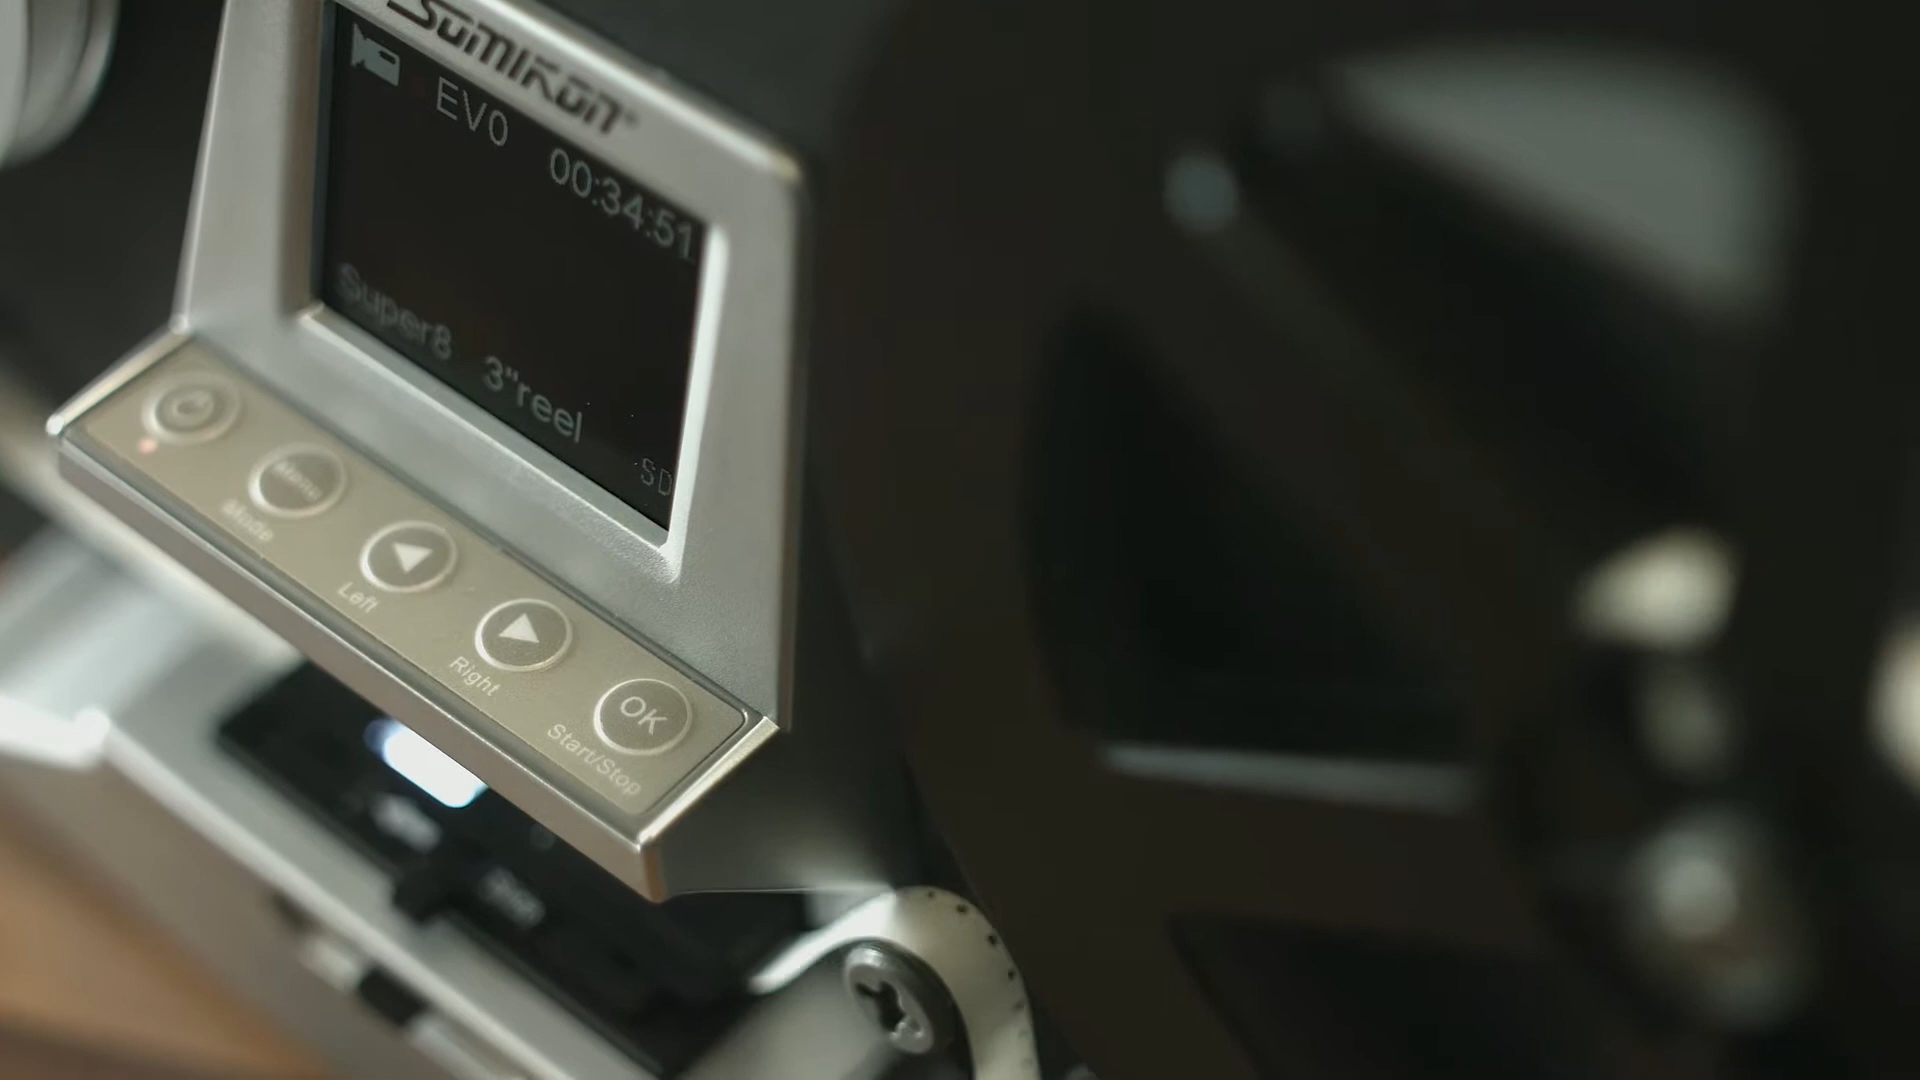 SOMIKON®
EV0 00:34:51
Super8 3"reel
SD
Menu
Mode
Left
Right
OK
Start/Stop